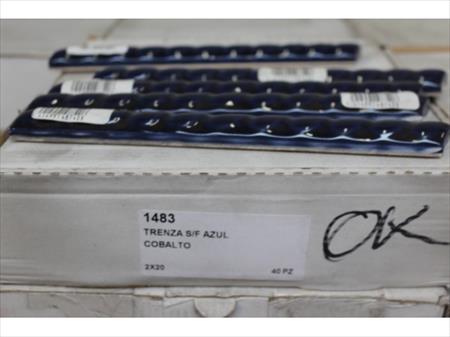 1483
TRENZA S/F AZUL
COBALTO
2X20 40 PZ
OK